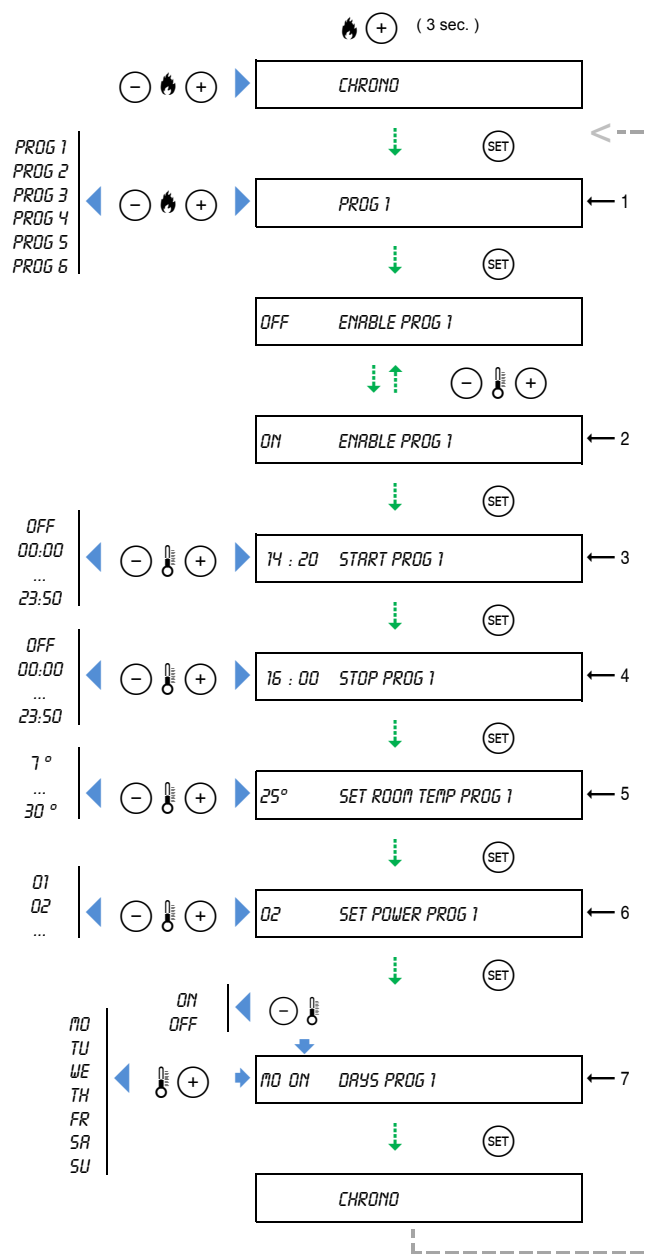 + ( 3 sec. )
− + CHRONO
SET
PROG 1
PROG 2
PROG 3
PROG 4
PROG 5
PROG 6
− + PROG 1 1
SET
OFF ENABLE PROG 1
− +
ON ENABLE PROG 1 2
SET
OFF
00:00
...
23:50
− + 14 : 20 START PROG 1 3
SET
OFF
00:00
...
23:50
− + 16 : 00 STOP PROG 1 4
SET
7 °
...
30 °
− + 25° SET ROOM TEMP PROG 1 5
SET
01
02
...
− + 02 SET POWER PROG 1 6
SET
ON
OFF
−
MO
TU
WE
TH
FR
SA
SU
+ MO ON DAYS PROG 1 7
SET
CHRONO